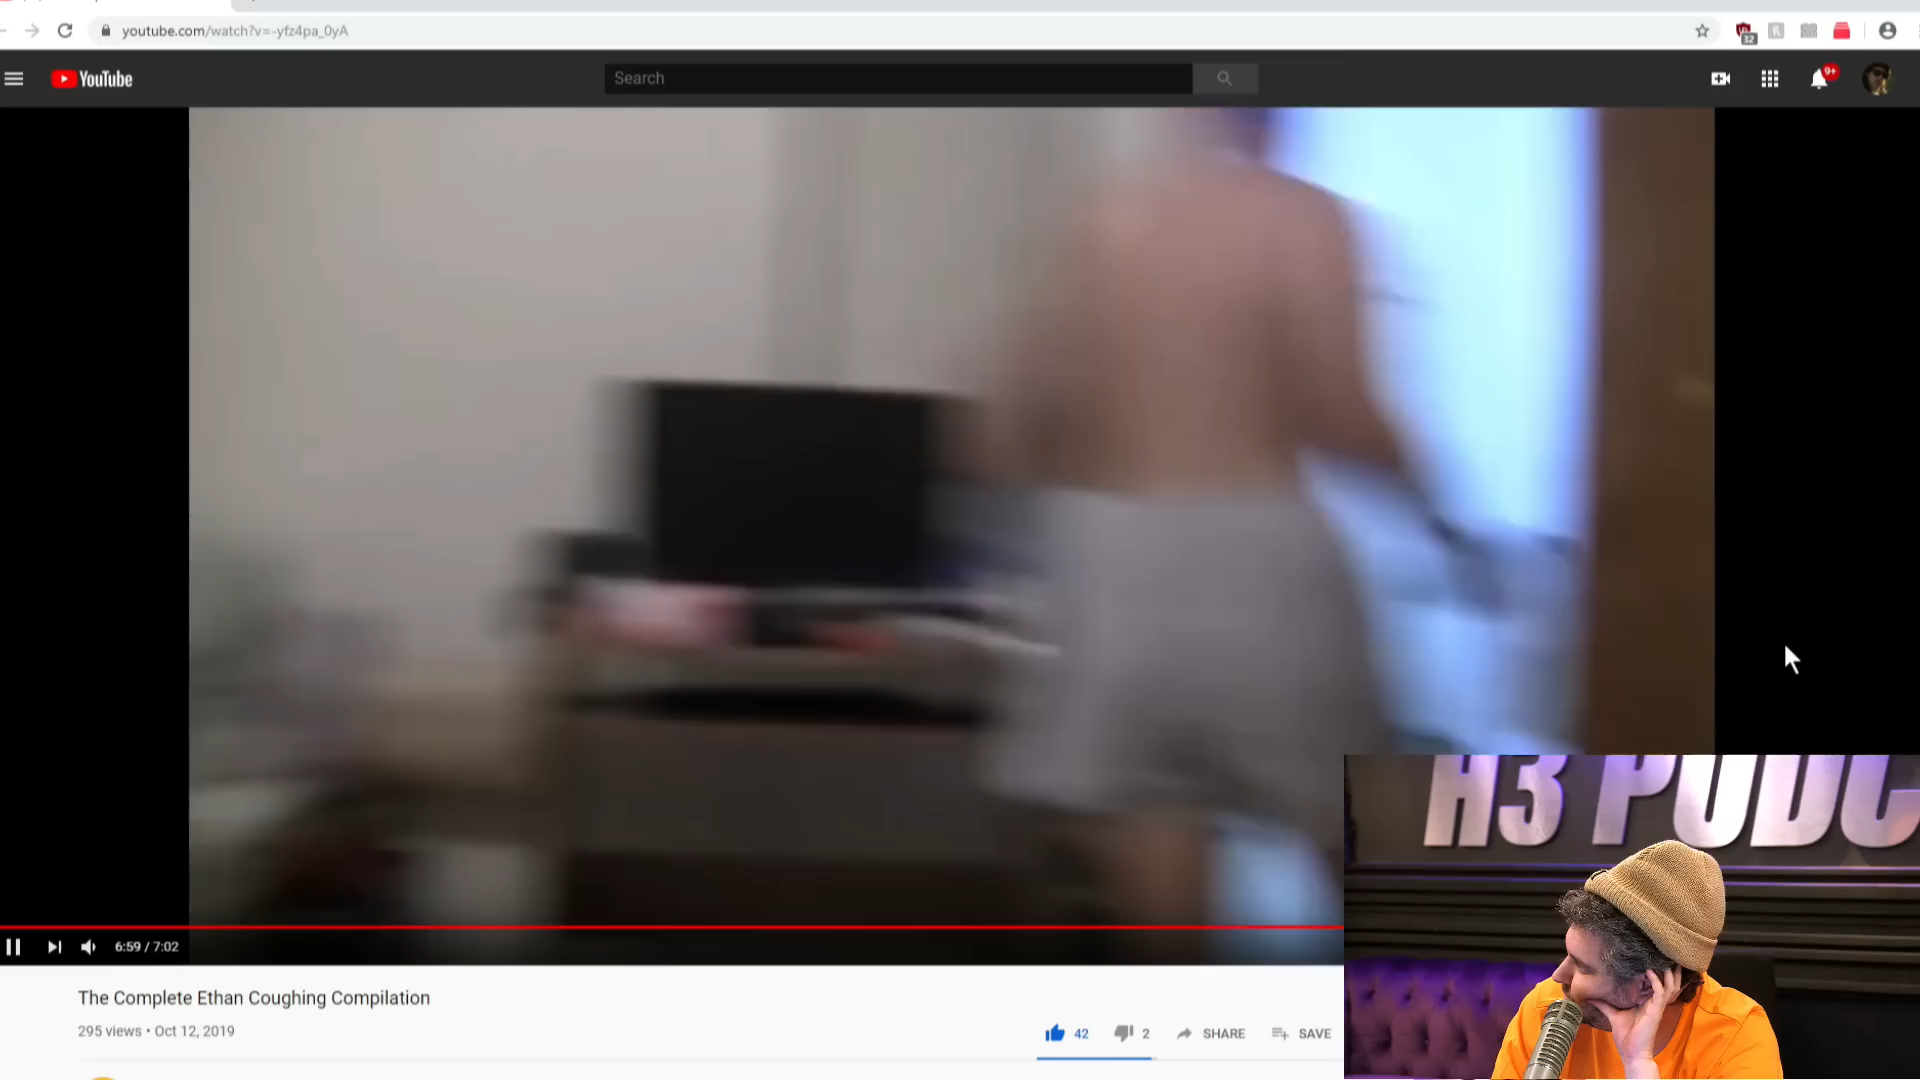 youtube.com/watch?v=-yfz4pa_0yA
32
YouTube
Search
9+
6:59 / 7:02
H3 PODC
The Complete Ethan Coughing Compilation
295 views • Oct 12, 2019
42
2
SHARE
SAVE